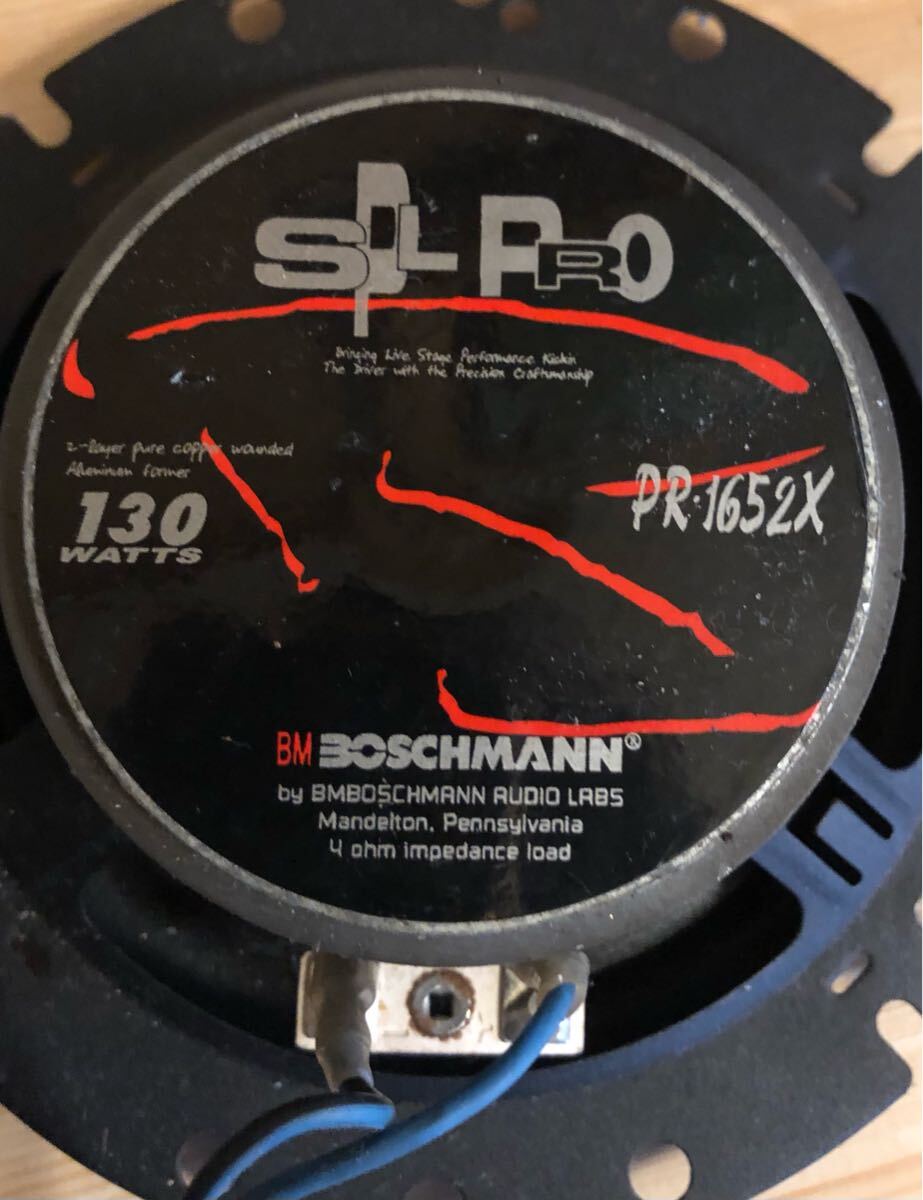 SPL PRO
Bringing Live Stage Performance Kickin
The Driver with the Precision Craftsmanship
2-layer pure copper wounded
Aluminum former
130
WATTS
PR-1652X
BM BOSCHMANN®
by BMBOSCHMANN AUDIO LABS
Mandelton, Pennsylvania
4 ohm impedance load